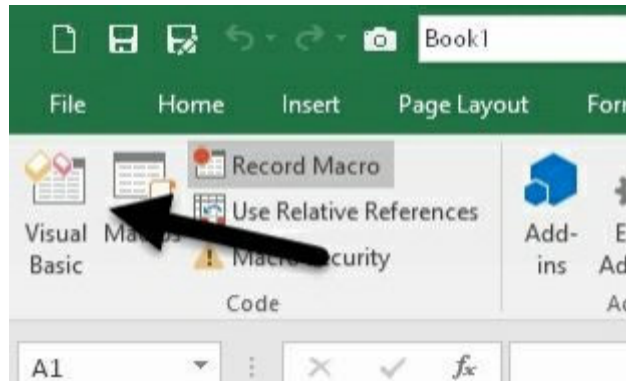 Book1
File Home Insert Page Layout
Record Macro
Use Relative References
Visual Basic
Add-ins
Code
A1 fx